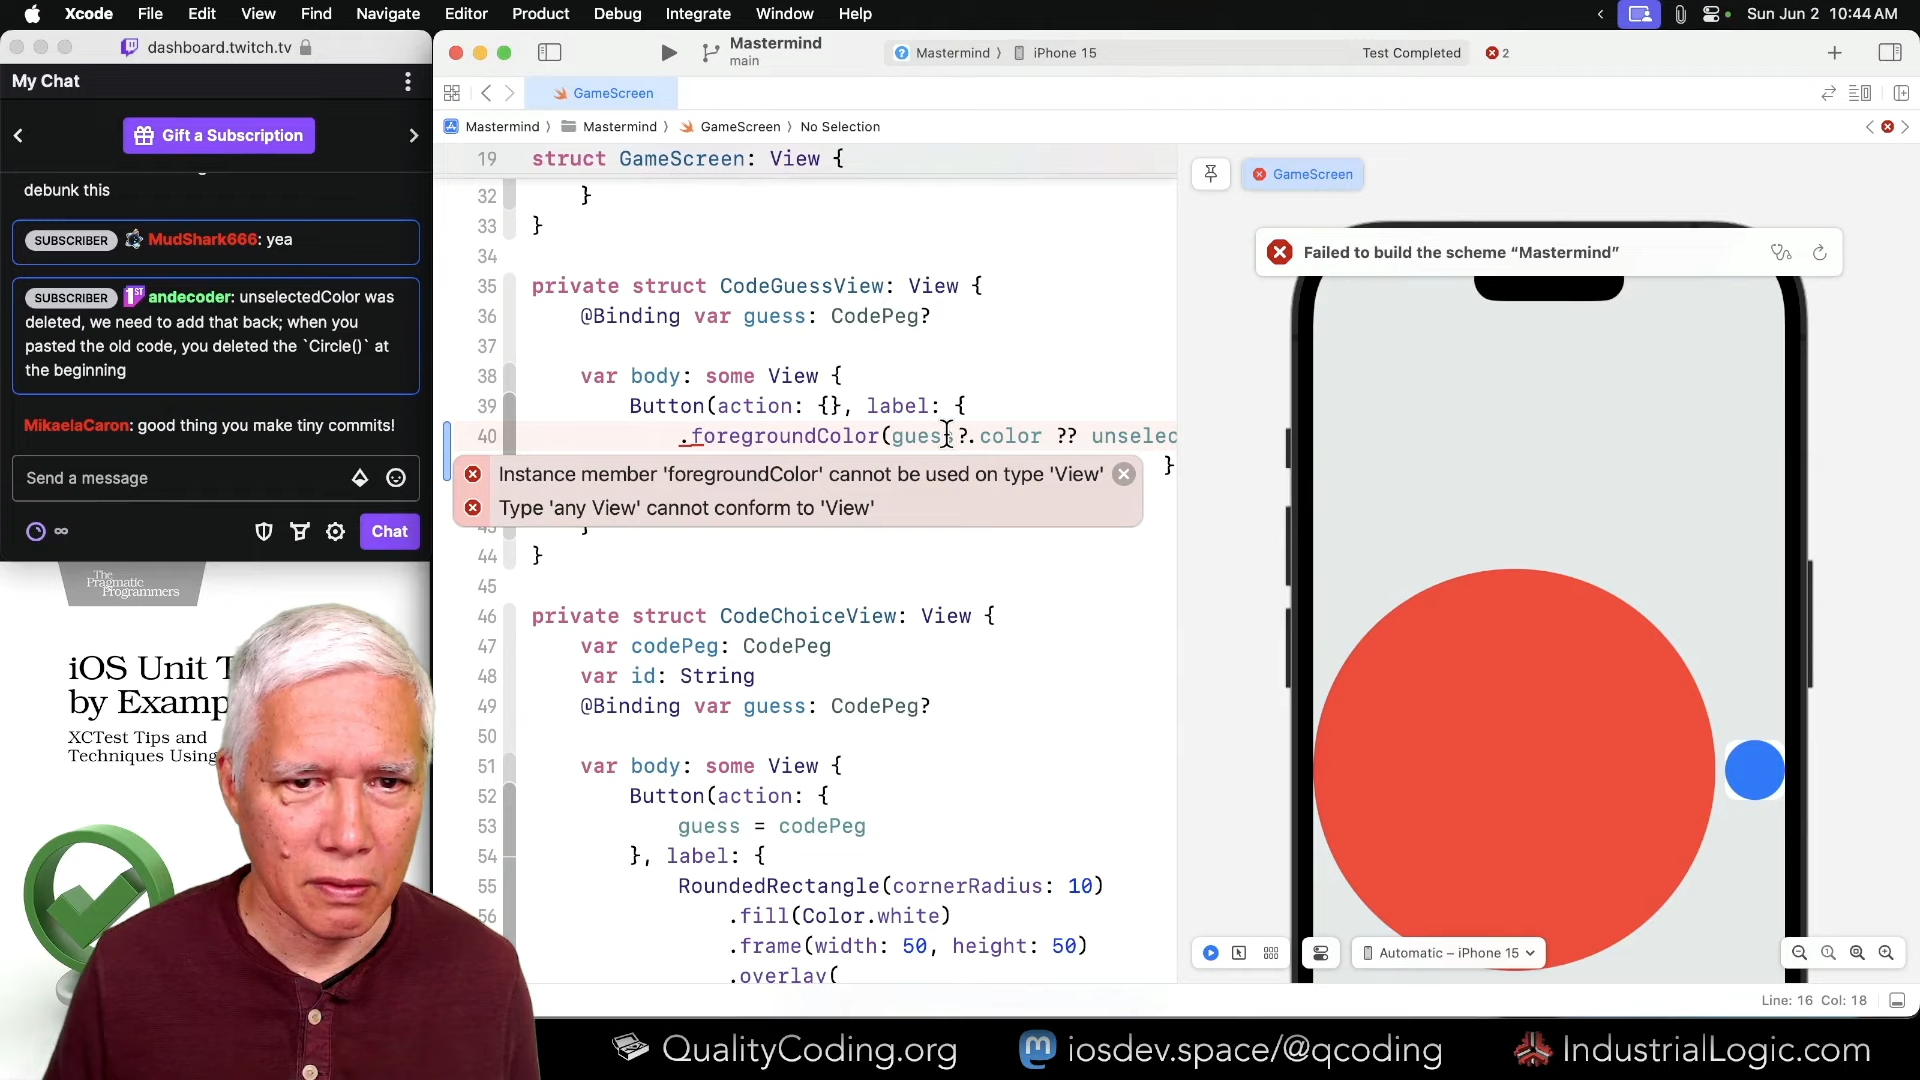 Xcode File Edit View Find Navigate Editor Product Debug Integrate Window Help
Sun Jun 2 10:44 AM
dashboard.twitch.tv
My Chat
Gift a Subscription
debunk this
SUBSCRIBER MudShark666: yea
SUBSCRIBER 1ST andecoder: unselectedColor was
deleted, we need to add that back; when you
pasted the old code, you deleted the `Circle()` at
the beginning
MikaelaCaron: good thing you make tiny commits!
Send a message
∞
Chat
The
Pragmatic
Programmers
iOS Unit T
by Examp
XCTest Tips and
Techniques Using
Mastermind
main
Mastermind 〉 iPhone 15
Test Completed
2
GameScreen
Mastermind 〉 Mastermind 〉 GameScreen 〉 No Selection
19 struct GameScreen: View {
32 }
33 }
34
35 private struct CodeGuessView: View {
36 @Binding var guess: CodePeg?
37
38 var body: some View {
39 Button(action: {}, label: {
40 .foregroundColor(guess?.color ?? unselec
}
Instance member 'foregroundColor' cannot be used on type 'View'
Type 'any View' cannot conform to 'View'
44 }
45
46 private struct CodeChoiceView: View {
47 var codePeg: CodePeg
48 var id: String
49 @Binding var guess: CodePeg?
50
51 var body: some View {
52 Button(action: {
53 guess = codePeg
54 }, label: {
55 RoundedRectangle(cornerRadius: 10)
56 .fill(Color.white)
.frame(width: 50, height: 50)
.overlay(
GameScreen
Failed to build the scheme “Mastermind”
Automatic – iPhone 15
Line: 16 Col: 18
QualityCoding.org
iosdev.space/@qcoding
IndustrialLogic.com